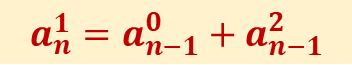 $a_n^1 = a_{n-1}^0 + a_{n-1}^2$